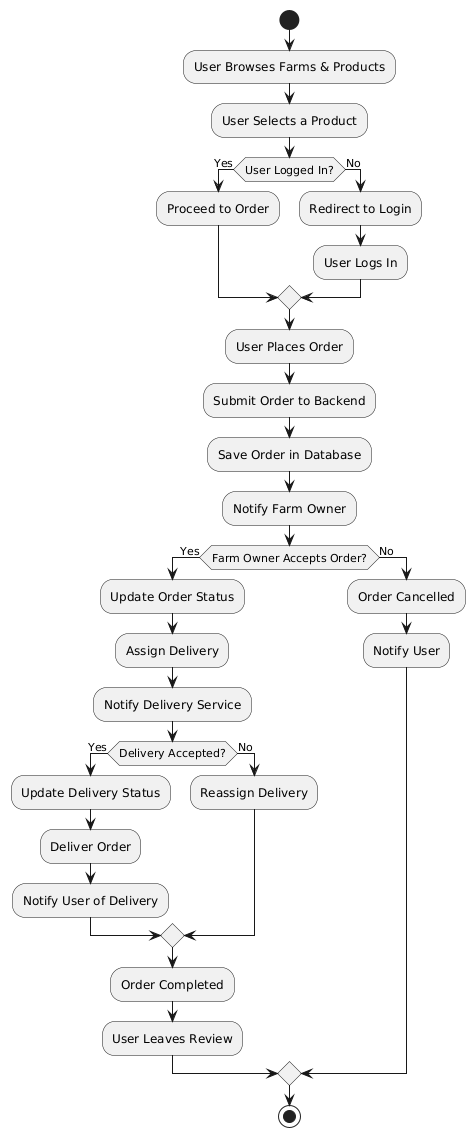 User Browses Farms & Products
User Selects a Product
Yes
User Logged In?
No
Proceed to Order
Redirect to Login
User Logs In
User Places Order
Submit Order to Backend
Save Order in Database
Notify Farm Owner
Yes
Farm Owner Accepts Order?
No
Update Order Status
Order Cancelled
Assign Delivery
Notify User
Notify Delivery Service
Yes
Delivery Accepted?
No
Update Delivery Status
Reassign Delivery
Deliver Order
Notify User of Delivery
Order Completed
User Leaves Review